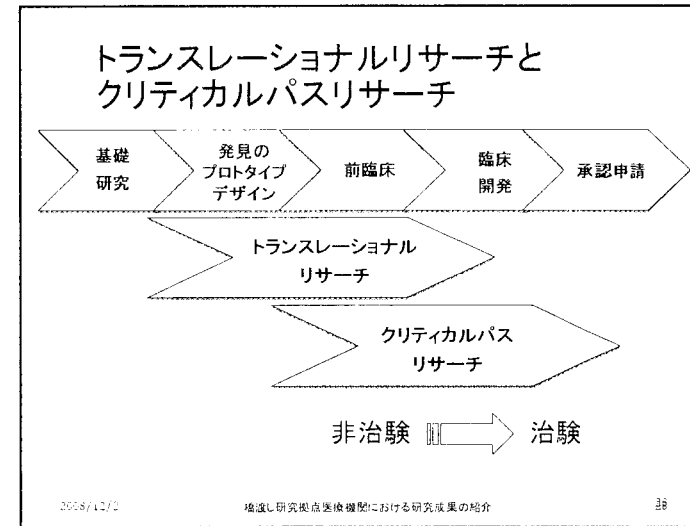 トランスレーショナルリサーチと
クリティカルパスリサーチ
基礎
研究
発見の
プロトタイプ
デザイン
前臨床
臨床
開発
承認申請
トランスレーショナル
リサーチ
クリティカルパス
リサーチ
非治験
治験
2008/12/2
橋渡し研究拠点医療機関における研究成果の紹介